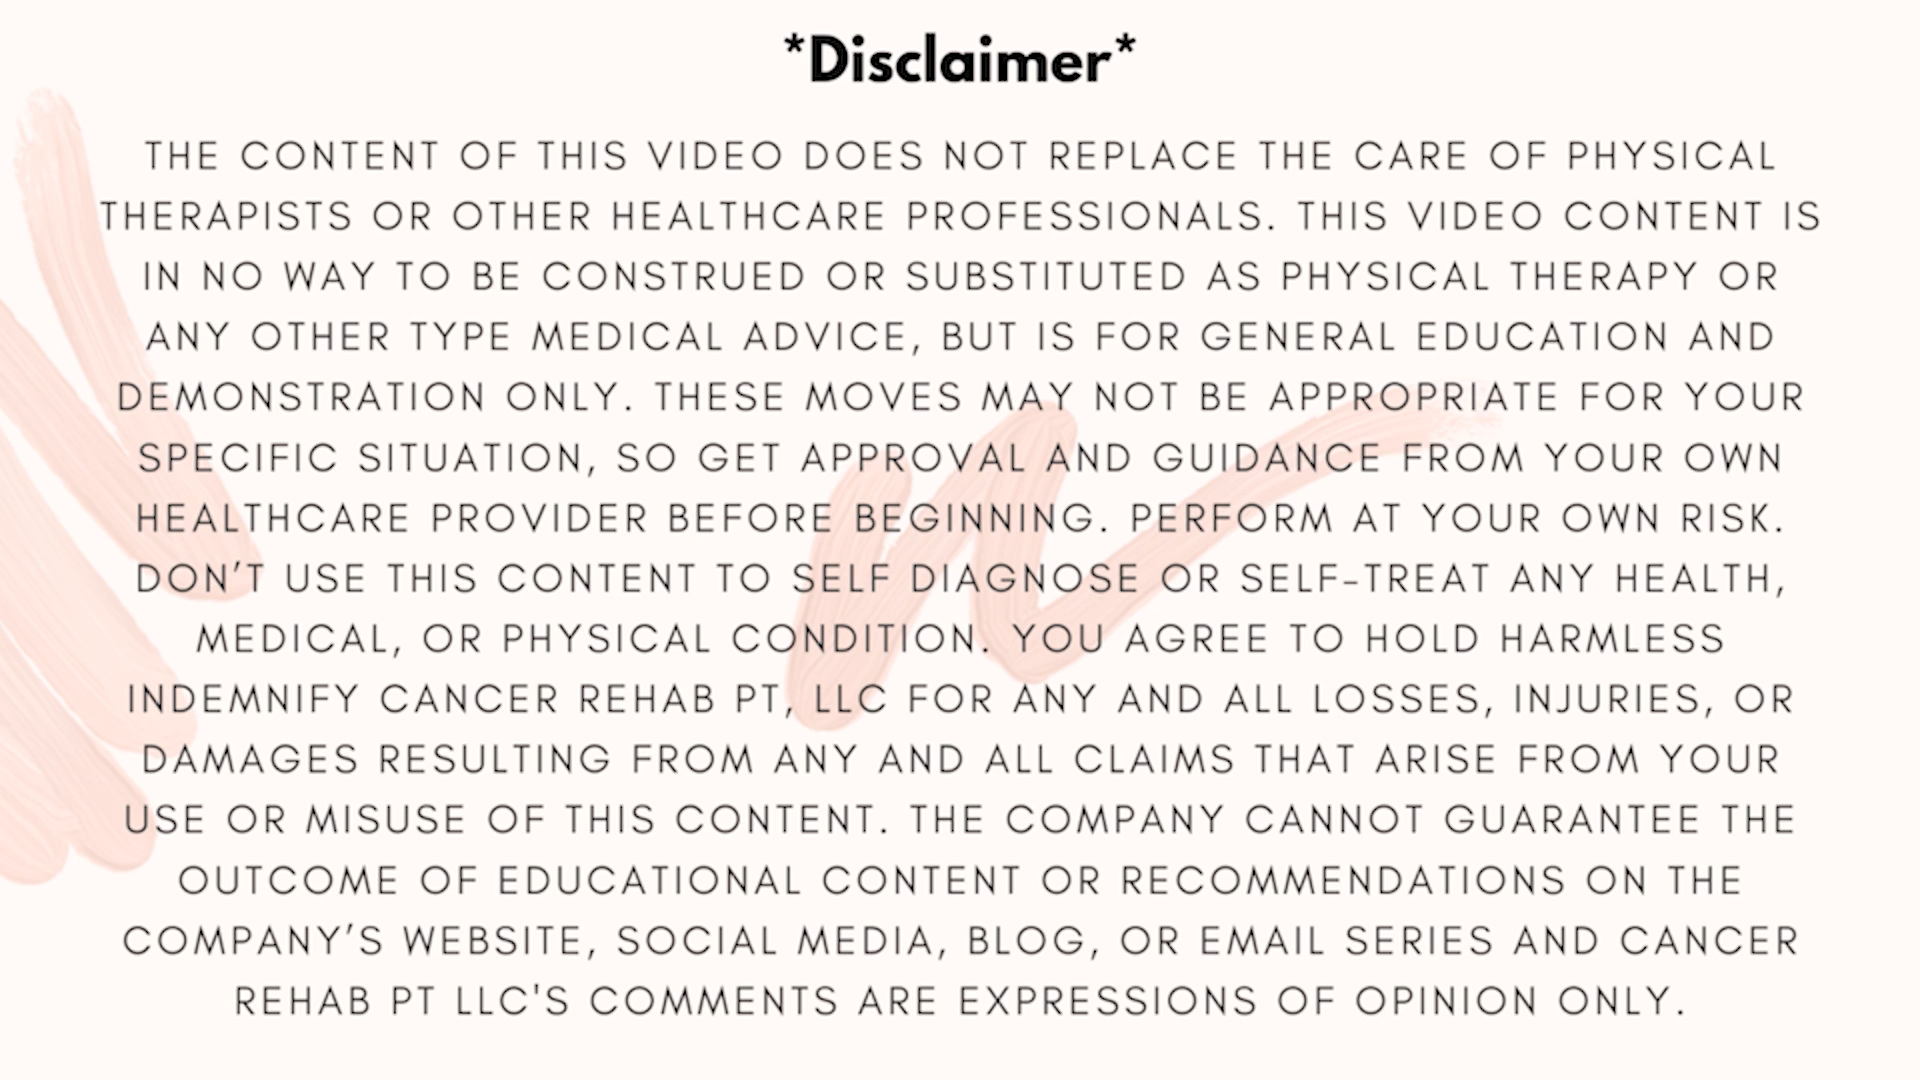 *Disclaimer*
THE CONTENT OF THIS VIDEO DOES NOT REPLACE THE CARE OF PHYSICAL
THERAPISTS OR OTHER HEALTHCARE PROFESSIONALS. THIS VIDEO CONTENT IS
IN NO WAY TO BE CONSTRUED OR SUBSTITUTED AS PHYSICAL THERAPY OR
ANY OTHER TYPE MEDICAL ADVICE, BUT IS FOR GENERAL EDUCATION AND
DEMONSTRATION ONLY. THESE MOVES MAY NOT BE APPROPRIATE FOR YOUR
SPECIFIC SITUATION, SO GET APPROVAL AND GUIDANCE FROM YOUR OWN
HEALTHCARE PROVIDER BEFORE BEGINNING. PERFORM AT YOUR OWN RISK.
DON’T USE THIS CONTENT TO SELF DIAGNOSE OR SELF-TREAT ANY HEALTH,
MEDICAL, OR PHYSICAL CONDITION. YOU AGREE TO HOLD HARMLESS
INDEMNIFY CANCER REHAB PT, LLC FOR ANY AND ALL LOSSES, INJURIES, OR
DAMAGES RESULTING FROM ANY AND ALL CLAIMS THAT ARISE FROM YOUR
USE OR MISUSE OF THIS CONTENT. THE COMPANY CANNOT GUARANTEE THE
OUTCOME OF EDUCATIONAL CONTENT OR RECOMMENDATIONS ON THE
COMPANY’S WEBSITE, SOCIAL MEDIA, BLOG, OR EMAIL SERIES AND CANCER
REHAB PT LLC'S COMMENTS ARE EXPRESSIONS OF OPINION ONLY.